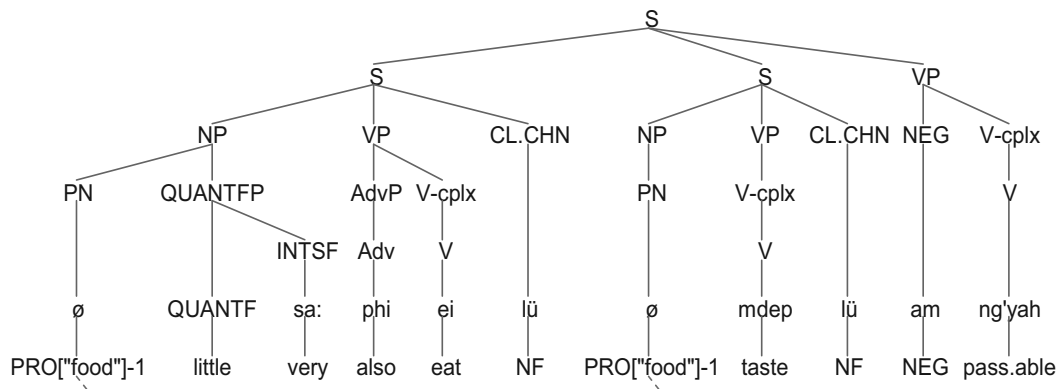 S
S S VP
NP VP CL.CHN NP VP CL.CHN NEG V-cplx
PN QUANTFP AdvP V-cplx PN V-cplx V
INTSF Adv V V
ø QUANTF sa: phi ei lü ø mdep lü am ng'yah
PRO["food"]-1 little very also eat NF PRO["food"]-1 taste NF NEG pass.able